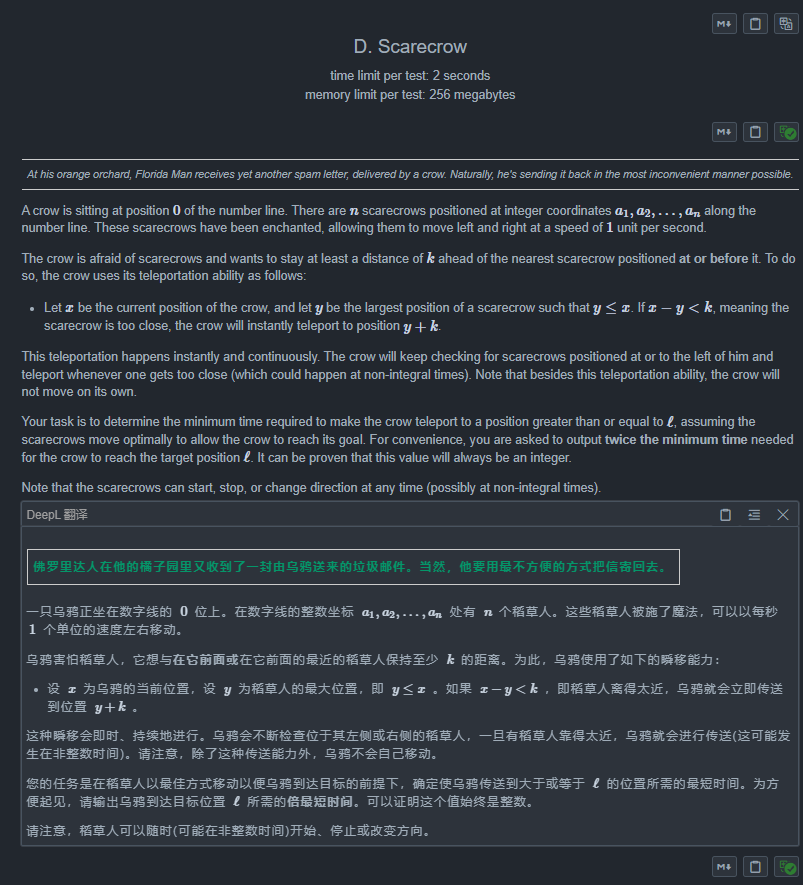 D. Scarecrow
time limit per test: 2 seconds
memory limit per test: 256 megabytes
At his orange orchard, Florida Man receives yet another spam letter, delivered by a crow. Naturally, he's sending it back in the most inconvenient manner possible.
A crow is sitting at position 0 of the number line. There are n scarecrows positioned at integer coordinates a₁, a₂, . . . , aₙ along the
number line. These scarecrows have been enchanted, allowing them to move left and right at a speed of 1 unit per second.
The crow is afraid of scarecrows and wants to stay at least a distance of k ahead of the nearest scarecrow positioned at or before it. To do
so, the crow uses its teleportation ability as follows:
• Let x be the current position of the crow, and let y be the largest position of a scarecrow such that y ≤ x. If x − y < k, meaning the
scarecrow is too close, the crow will instantly teleport to position y + k.
This teleportation happens instantly and continuously. The crow will keep checking for scarecrows positioned at or to the left of him and
teleport whenever one gets too close (which could happen at non-integral times). Note that besides this teleportation ability, the crow will
not move on its own.
Your task is to determine the minimum time required to make the crow teleport to a position greater than or equal to ℓ, assuming the
scarecrows move optimally to allow the crow to reach its goal. For convenience, you are asked to output twice the minimum time needed
for the crow to reach the target position ℓ. It can be proven that this value will always be an integer.
Note that the scarecrows can start, stop, or change direction at any time (possibly at non-integral times).
DeepL 翻译
佛罗里达人在他的橘子园里又收到了一封由乌鸦送来的垃圾邮件。当然，他要用最不方便的方式把信寄回去。
一只乌鸦正坐在数字线的 0 位上。在数字线的整数坐标 a₁, a₂, . . . , aₙ 处有 n 个稻草人。这些稻草人被施了魔法，可以以每秒
1 个单位的速度左右移动。
乌鸦害怕稻草人，它想与在它前面或在它前面的最近的稻草人保持至少 k 的距离。为此，乌鸦使用了如下的瞬移能力：
• 设 x 为乌鸦的当前位置，设 y 为稻草人的最大位置，即 y ≤ x 。如果 x − y < k ，即稻草人离得太近，乌鸦就会立即传送
到位置 y + k 。
这种瞬移会即时、持续地进行。乌鸦会不断检查位于其左侧或右侧的稻草人，一旦有稻草人靠得太近，乌鸦就会进行传送(这可能发
生在非整数时间)。请注意，除了这种传送能力外，乌鸦不会自己移动。
您的任务是在稻草人以最佳方式移动以便乌鸦到达目标的前提下，确定使乌鸦传送到大于或等于 ℓ 的位置所需的最短时间。为方
便起见，请输出乌鸦到达目标位置 ℓ 所需的倍最短时间。可以证明这个值始终是整数。
请注意，稻草人可以随时(可能在非整数时间)开始、停止或改变方向。